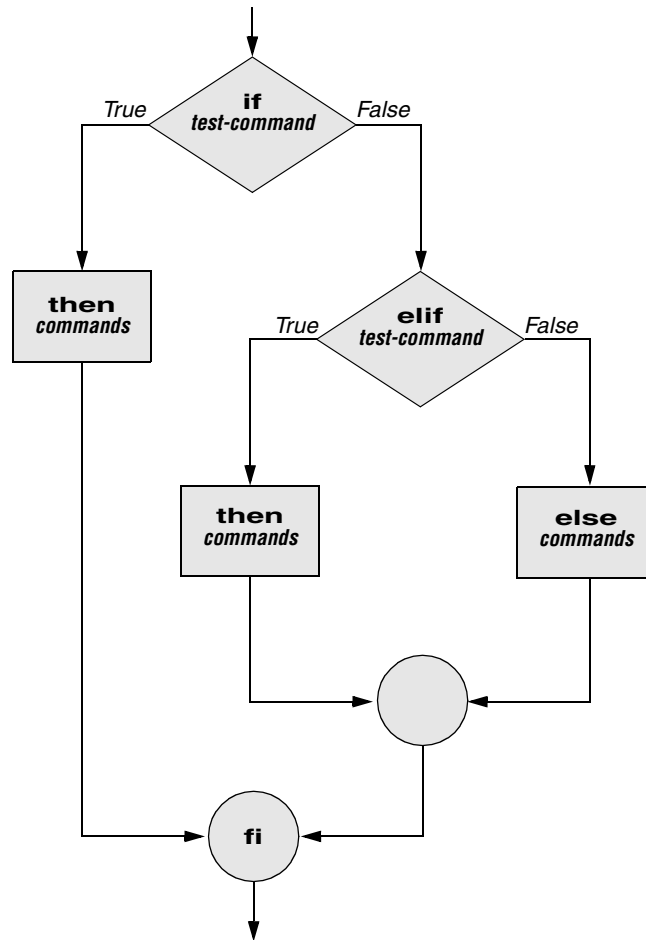 if
test-command
True
False
then
commands
elif
test-command
True
False
then
commands
else
commands
fi